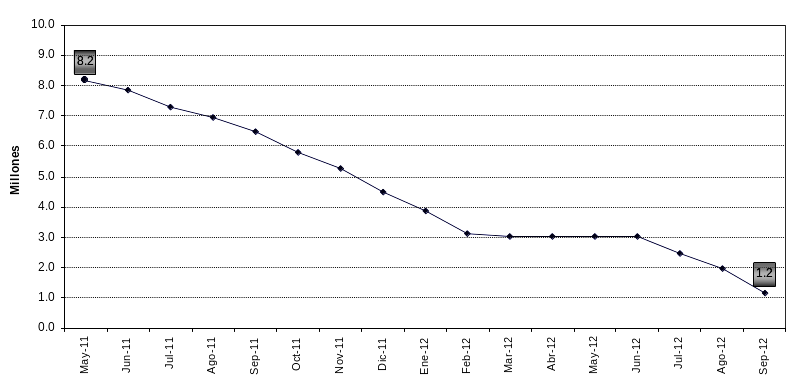 10.0
9.0
8.0
7.0
6.0
5.0
4.0
3.0
2.0
1.0
0.0
Millones
8.2
1.2
May-11
Jun-11
Jul-11
Ago-11
Sep-11
Oct-11
Nov-11
Dic-11
Ene-12
Feb-12
Mar-12
Abr-12
May-12
Jun-12
Jul-12
Ago-12
Sep-12